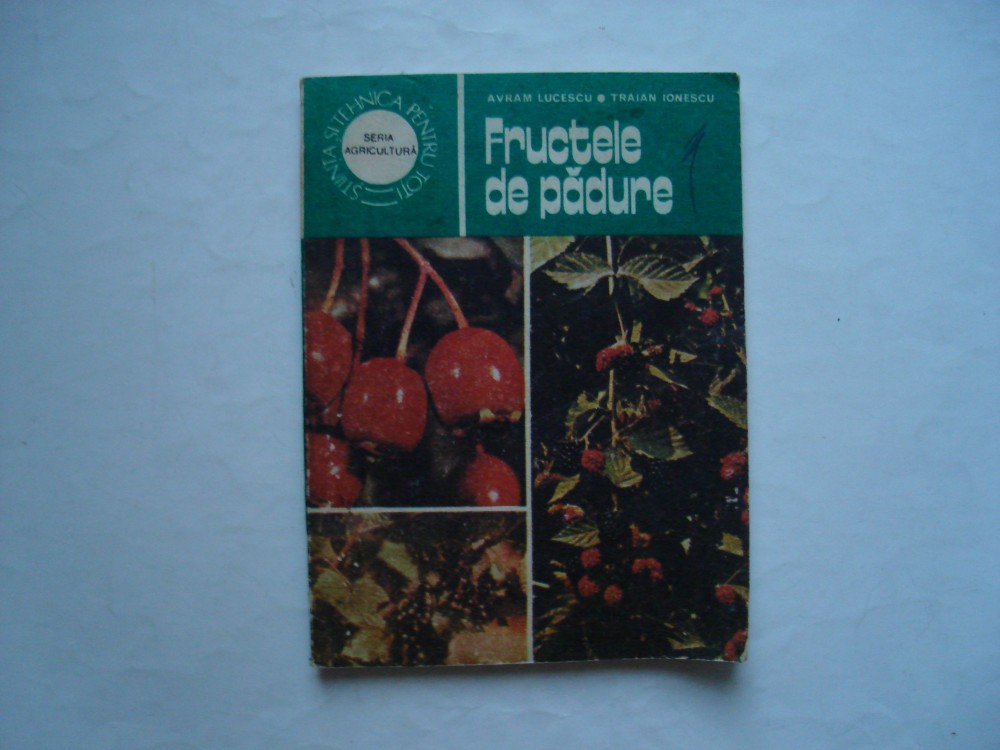 ȘTIINȚA ȘI TEHNICA PENTRU TOȚI
SERIA
AGRICULTURĂ
AVRAM LUCESCU • TRAIAN IONESCU
Fructele
de pădure